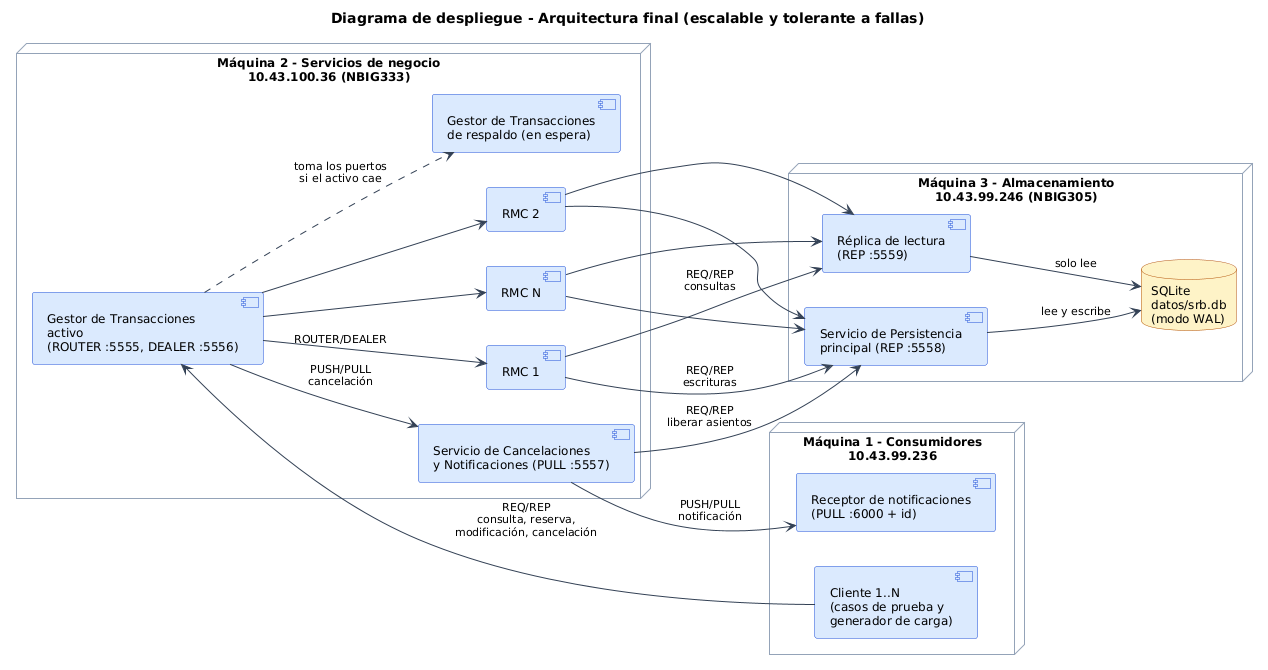 Diagrama de despliegue - Arquitectura final (escalable y tolerante a fallas)
Máquina 2 - Servicios de negocio
10.43.100.36 (NBIG333)
Gestor de Transacciones
de respaldo (en espera)
toma los puertos
si el activo cae
RMC 2
RMC N
Gestor de Transacciones
activo
(ROUTER :5555, DEALER :5556)
ROUTER/DEALER
RMC 1
PUSH/PULL
cancelación
Servicio de Cancelaciones
y Notificaciones (PULL :5557)
Máquina 3 - Almacenamiento
10.43.99.246 (NBIG305)
Réplica de lectura
(REP :5559)
solo lee
SQLite
datos/srb.db
(modo WAL)
REQ/REP
consultas
lee y escribe
Servicio de Persistencia
principal (REP :5558)
REQ/REP
escrituras
REQ/REP
liberar asientos
Máquina 1 - Consumidores
10.43.99.236
Receptor de notificaciones
(PULL :6000 + id)
PUSH/PULL
notificación
REQ/REP
consulta, reserva,
modificación, cancelación
Cliente 1..N
(casos de prueba y
generador de carga)